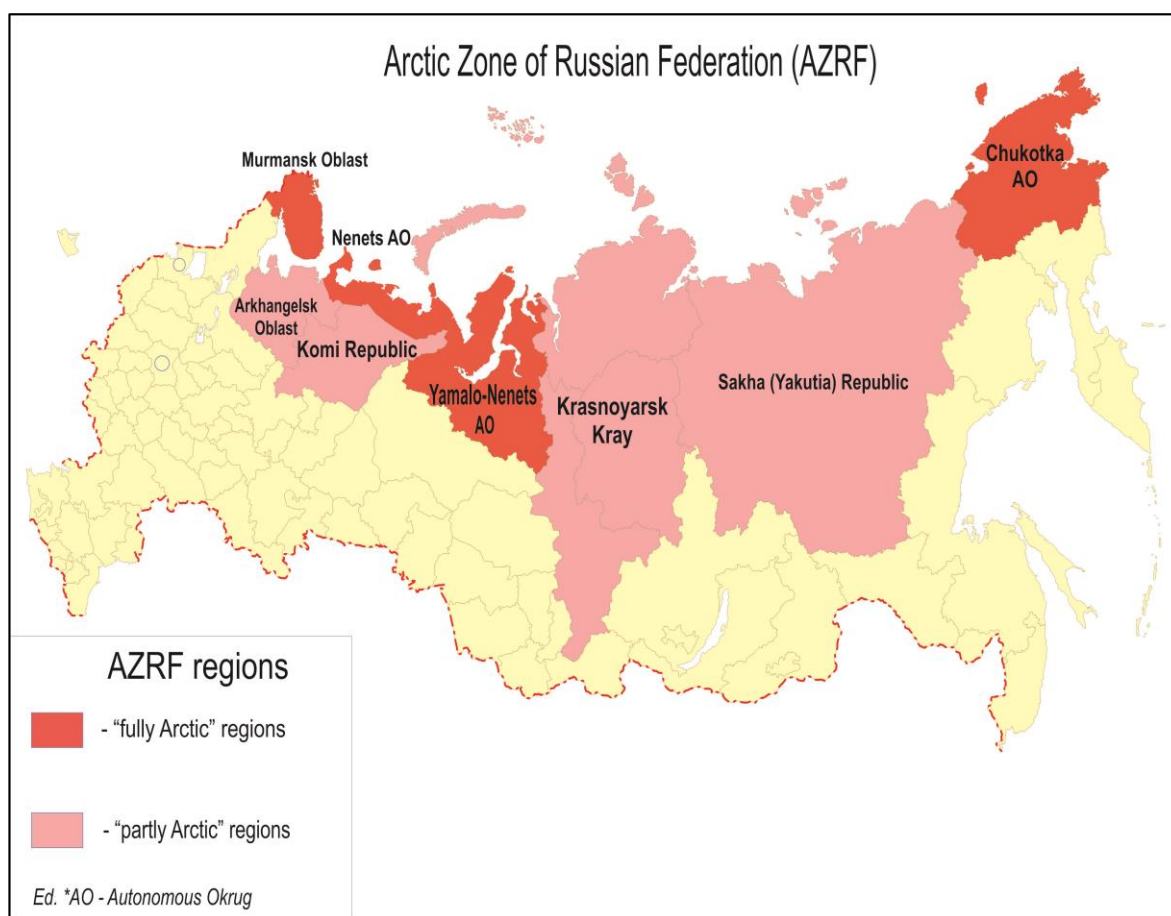 Arctic Zone of Russian Federation (AZRF)
Murmansk Oblast
Chukotka
AO
Nenets AO
Arkhangelsk
Oblast
Komi Republic
Yamalo-Nenets
AO
Krasnoyarsk
Kray
Sakha (Yakutia) Republic
AZRF regions
- “fully Arctic” regions
- “partly Arctic” regions
Ed. *AO - Autonomous Okrug